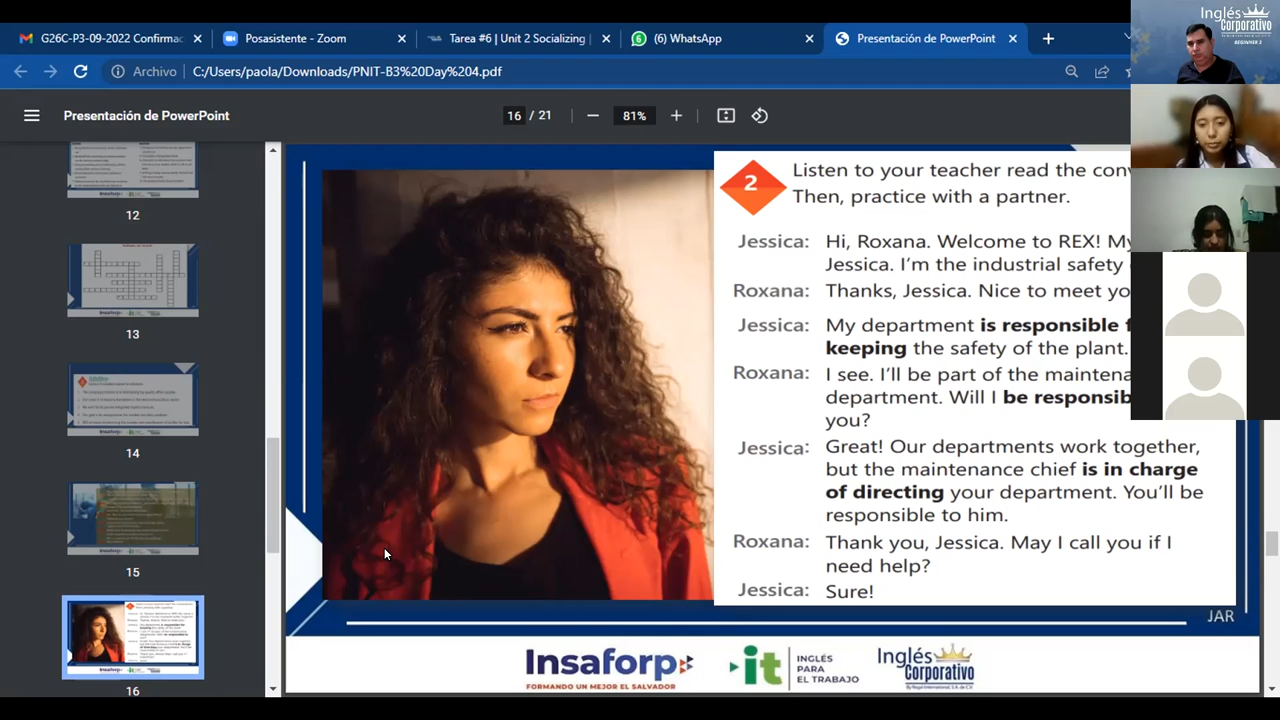 G26C-P3-09-2022 Confirmac
Posasistente - Zoom
Tarea #6 | Unit 2 Socializing
(6) WhatsApp
Presentación de PowerPoint
Archivo
C:/Users/paola/Downloads/PNIT-B3%20Day%204.pdf
Presentación de PowerPoint
16 / 21
81%
Inglés
Corporativo
BEGINNER 3
12
13
14
15
16
2
Listen to your teacher read the conv
Then, practice with a partner.
Jessica: Hi, Roxana. Welcome to REX! My
Jessica. I'm the industrial safety
Roxana: Thanks, Jessica. Nice to meet yo
Jessica: My department is responsible f
keeping the safety of the plant.
Roxana: I see. I'll be part of the maintena
department. Will I be responsib
you?
Jessica: Great! Our departments work together,
but the maintenance chief is in charge
of directing your department. You'll be
responsible to him.
Roxana: Thank you, Jessica. May I call you if I
need help?
Jessica: Sure!
JAR
Insaforp
FORMANDO UN MEJOR EL SALVADOR
it
INGLÉS
PARA
EL TRABAJO
Inglés
Corporativo
By Regal International, S.A. de C.V.